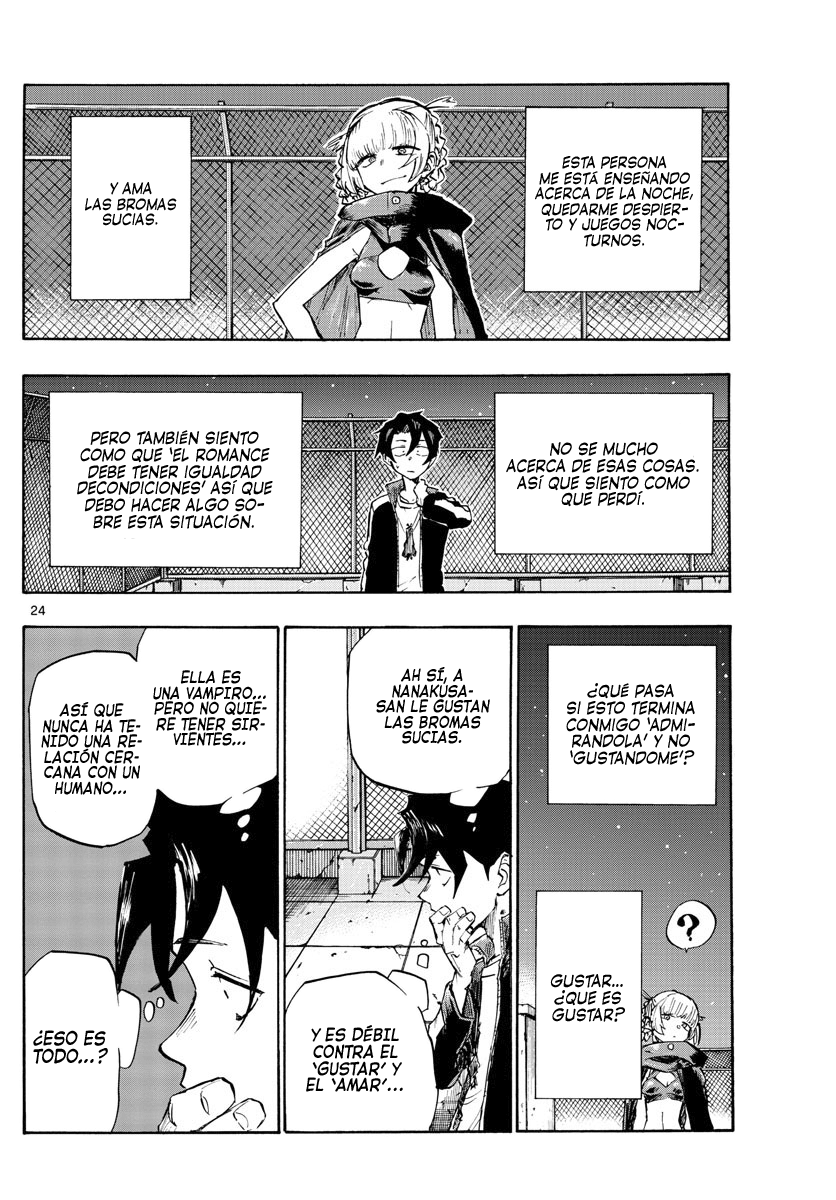 ESTA PERSONA
ME ESTÁ ENSEÑANDO
ACERCA DE LA NOCHE,
QUEDARME DESPIER-
TO Y JUEGOS NOC-
TURNOS.
Y AMA
LAS BROMAS
SUCIAS.
NO SE MUCHO
ACERCA DE ESAS COSAS.
ASÍ QUE SIENTO COMO
QUE PERDÍ.
PERO TAMBIÉN SIENTO
COMO QUE 'EL ROMANCE
DEBE TENER IGUALDAD
DECONDICIONES' ASÍ QUE
DEBO HACER ALGO SO-
BRE ESTA SITUACIÓN.
24
¿QUÉ PASA
SI ESTO TERMINA
CONMIGO 'ADMI-
RANDOLA' Y NO
'GUSTANDOME'?
?
GUSTAR...
¿QUE ES
GUSTAR?
AH SÍ, A
NANAKUSA-
SAN LE GUSTAN
LAS BROMAS
SUCIAS.
Y ES DÉBIL
CONTRA EL
'GUSTAR' Y
EL 'AMAR'...
ELLA ES
UNA VAMPIRO...
PERO NO QUIE-
RE TENER SIR-
VIENTES...
ASÍ QUE
NUNCA HA TE-
NIDO UNA RE-
LACIÓN CER-
CANA CON UN
HUMANO...
¿ESO ES
TODO...?